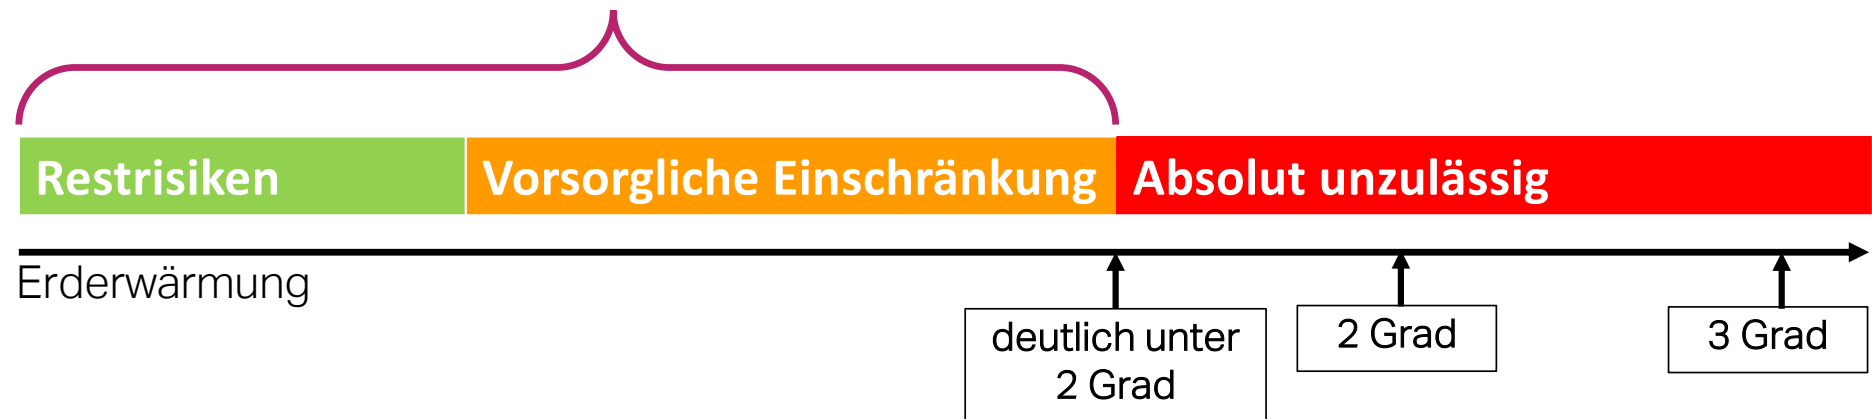 Restrisiken
Vorsorgliche Einschränkung
Absolut unzulässig
Erderwärmung
deutlich unter
2 Grad
2 Grad
3 Grad